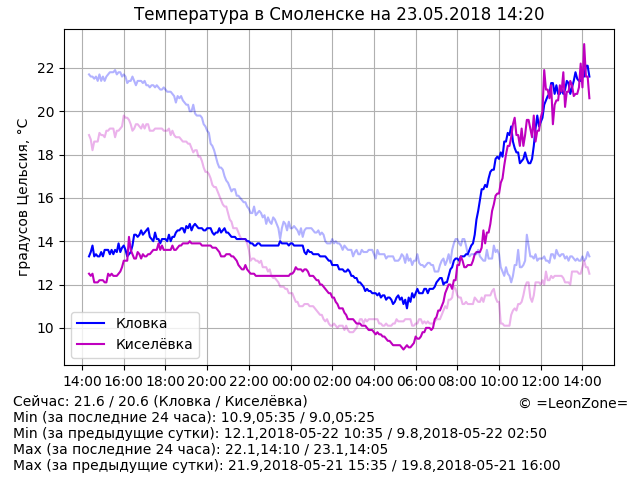 Температура в Смоленске на 23.05.2018 14:20
градусов Цельсия, °C
22
20
18
16
14
12
10
Кловка
Киселёвка
14:00 16:00 18:00 20:00 22:00 00:00 02:00 04:00 06:00 08:00 10:00 12:00 14:00
Сейчас: 21.6 / 20.6 (Кловка / Киселёвка)
© =LeonZone=
Min (за последние 24 часа): 10.9,05:35 / 9.0,05:25
Min (за предыдущие сутки): 12.1,2018-05-22 10:35 / 9.8,2018-05-22 02:50
Max (за последние 24 часа): 22.1,14:10 / 23.1,14:05
Max (за предыдущие сутки): 21.9,2018-05-21 15:35 / 19.8,2018-05-21 16:00